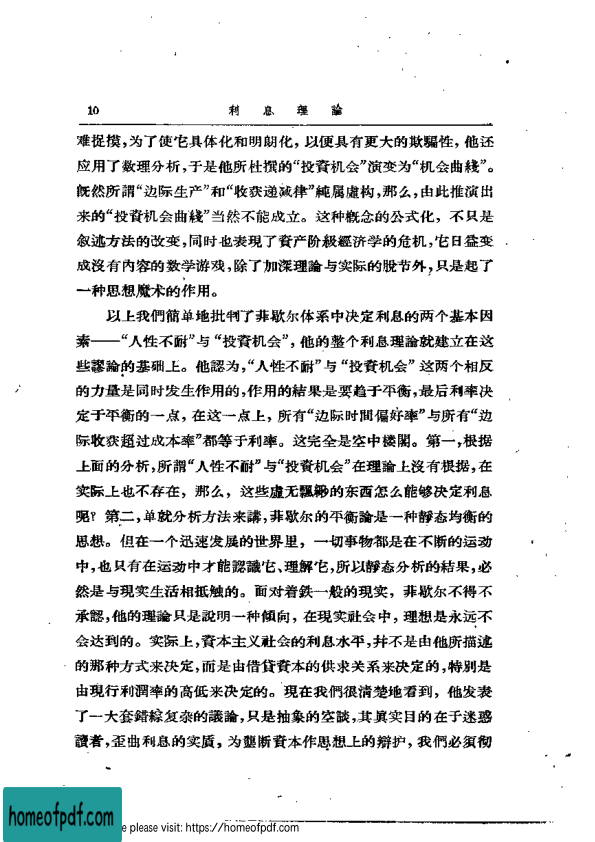 10 利息理論
难捉摸,为了使它具体化和明朗化，以便具有更大的欺騙性，他还
应用了数理分析,于是他所杜撰的“投資机会”演变为“机会曲綫”。
既然所謂“边际生产”和“收获递减律”純属虛构,那么,由此推演出
来的“投資机会曲綫”当然不能成立。这种概念的公式化，不只是
叙述方法的改变,同时也表現了資产阶級經济学的危机,它日益变
成沒有內容的数学游戏,除了加深理論与实际的脫节外,只是起了
一种思想魔术的作用。
以上我們簡单地批判了菲歇尔体系中决定利息的两个基本因
素——“人性不耐”与“投資机会”，他的整个利息理論就建立在这
些謬論的基础上。他認为,“人性不耐”与“投資机会”这两个相反
的力量是同时发生作用的,作用的結果是要趋于平衡,最后利率决
定于平衡的一点，在这一点上，所有“边际时間偏好率”与所有“边
际收获超过成本率”都等于利率。这完全是空中楼閣。第一,根据
上面的分析,所謂“人性不耐”与“投資机会”在理論上沒有根据,在
实际上也不存在，那么，这些虛无飄緲的东西怎么能够决定利息
呢？第二,单就分析方法来講,菲歇尔的平衡論是一种靜态均衡的
思想。但在一个迅速发展的世界里，一切事物都是在不断的运动
中,也只有在运动中才能認識它、理解它,所以靜态分析的結果,必
然是与現实生活相抵触的。面对着鉄一般的現实，菲歇尔不得不
承認,他的理論只是說明一种傾向，在現实社会中，理想是永远不
会达到的。实际上,資本主义社会的利息水平,幷不是由他所描述
的那种方式来决定,而是由借貸資本的供求关系来决定的,特別是
由現行利潤率的高低来决定的。現在我們很清楚地看到，他发表
了一大套錯綜复杂的議論,只是抽象的空談,其眞实目的在于迷惑
讀者,歪曲利息的实质，为壟断資本作思想上的辩护，我們必須彻
homeofpdf.com
e please visit: https://homeofpdf.com